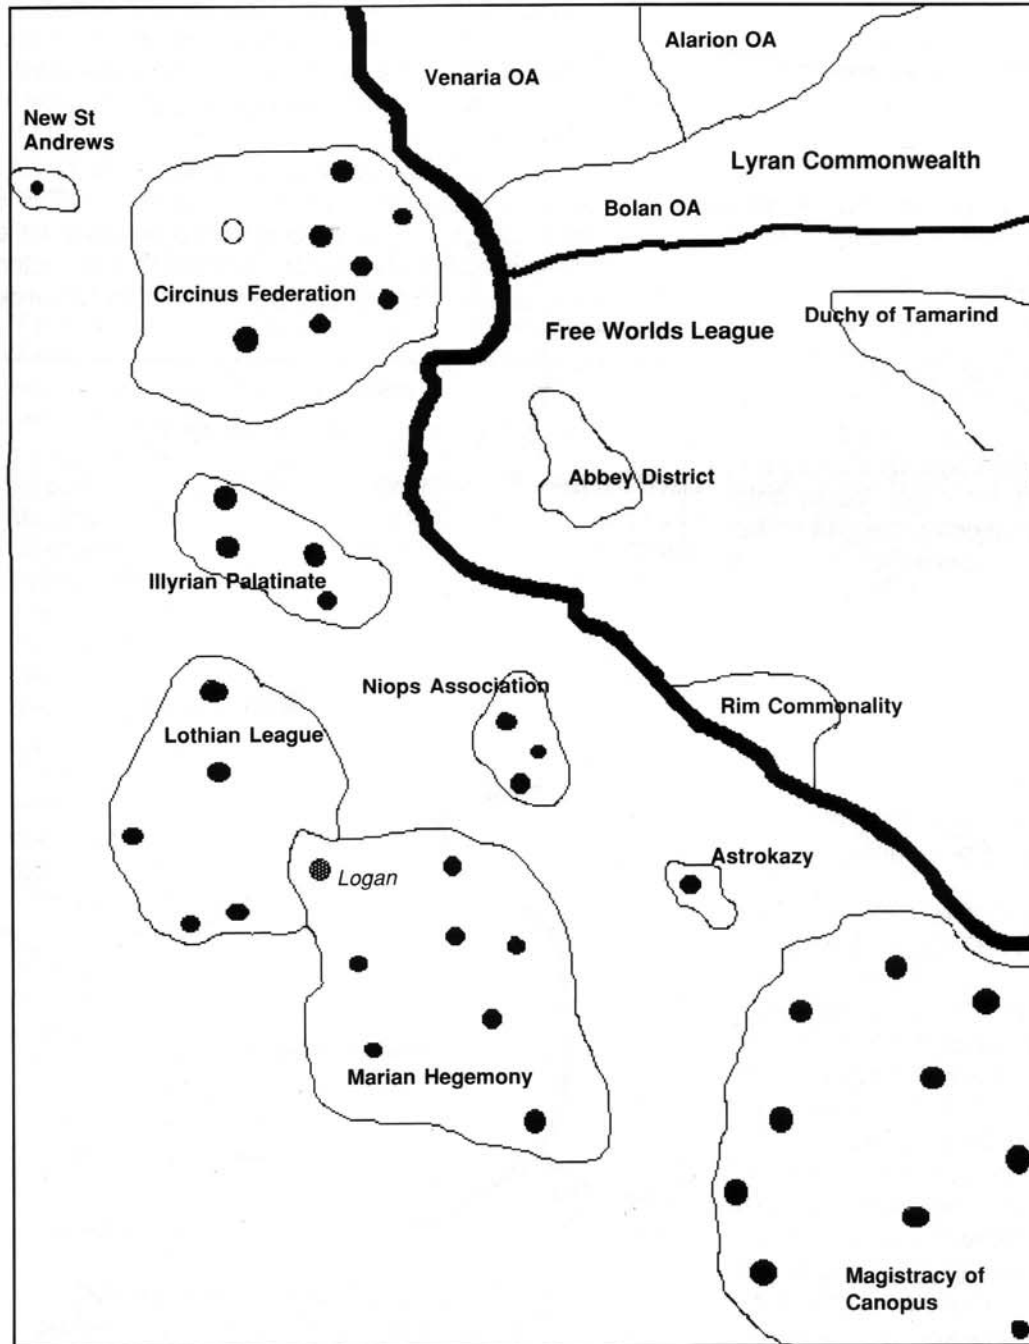 Alarion OA
Venaria OA
New St
Andrews
Lyran Commonwealth
Bolan OA
Circinus Federation
Duchy of Tamarind
Free Worlds League
Abbey District
Illyrian Palatinate
Niops Association
Rim Commonality
Lothian League
Astrokazy
Logan
Marian Hegemony
Magistracy of
Canopus